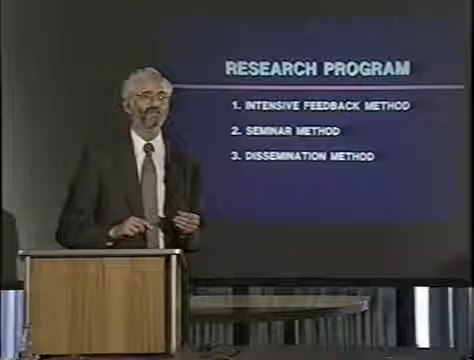 RESEARCH PROGRAM
1. INTENSIVE FEEDBACK METHOD
2. SEMINAR METHOD
3. DISSEMINATION METHOD